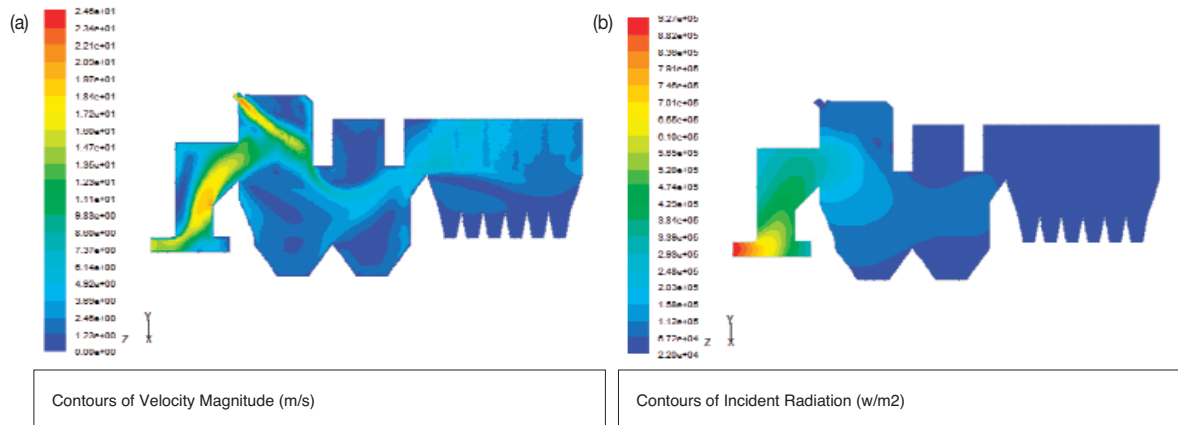 (a)
2.46e+01
2.34e+01
2.21e+01
2.09e+01
1.97e+01
1.84e+01
1.72e+01
1.60e+01
1.47e+01
1.35e+01
1.23e+01
1.11e+01
9.83e+00
8.60e+00
7.37e+00
6.14e+00
4.92e+00
3.69e+00
2.46e+00
1.23e+00
0.00e+00
Y
Z X
Contours of Velocity Magnitude (m/s)
(b)
9.27e+05
8.82e+05
8.36e+05
7.91e+05
7.46e+05
7.01e+05
6.55e+05
6.10e+05
5.65e+05
5.20e+05
4.74e+05
4.29e+05
3.84e+05
3.39e+05
2.93e+05
2.48e+05
2.03e+05
1.58e+05
1.12e+05
6.72e+04
2.20e+04
Y
Z X
Contours of Incident Radiation (w/m2)